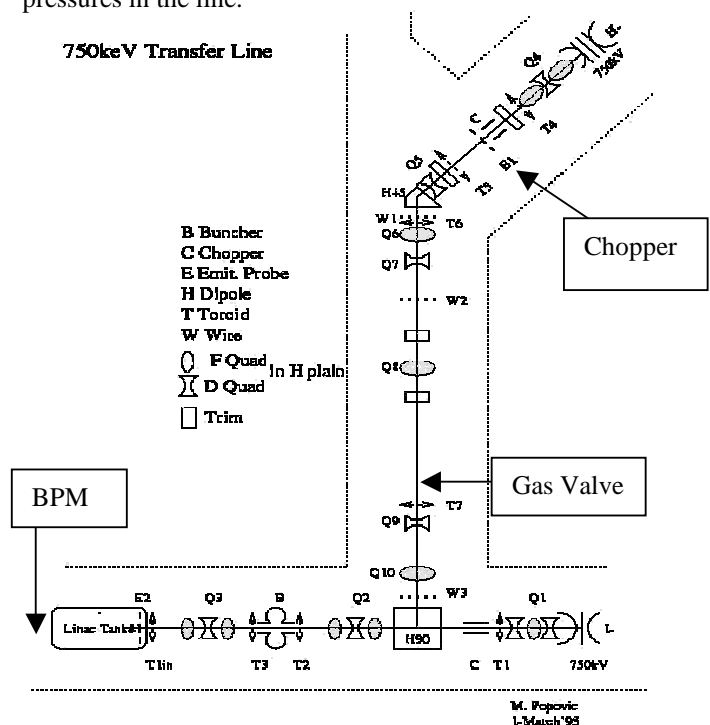 pressures in the line.
750keV Transfer Line
H-
750kV
Q4
T4
C
B1
Q5
T5
H+5
W1
T6
Q6
Q7
W2
Q8
Chopper
B Buncher
C Chopper
E Emit. Probe
H Dipole
T Toroid
W Wire
F Quad
in H plain
D Quad
Trim
Gas Valve
BPM
T7
Q9
Q10
W3
E2
Q3
B
Q2
Q1
Linac Tank#1
H90
I-
T1in
T3
T2
C
T1
750kV
M. Popovic
1-March'95